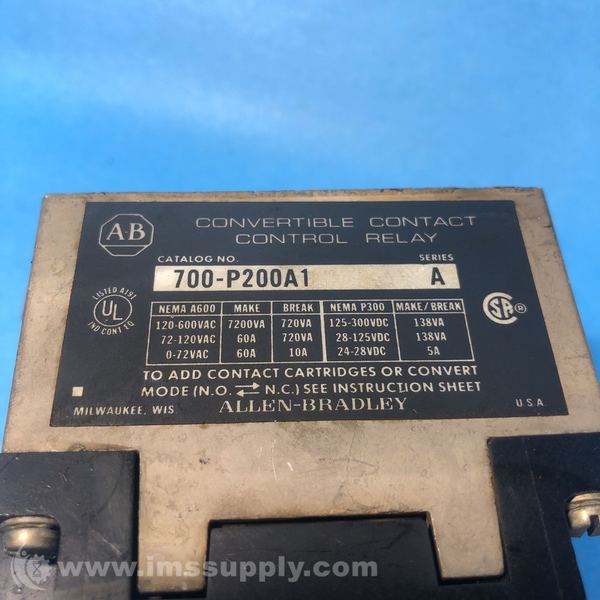 A-B
CONVERTIBLE CONTACT
CONTROL RELAY
CATALOG NO. SERIES
700-P200A1 A
LISTED A191
UL
IND CONT EQ
SA ®
NEMA A600 MAKE BREAK NEMA P300 MAKE/BREAK
120-600VAC 7200VA 720VA 125-300VDC 138VA
72-120VAC 60A 720VA 28-125VDC 138VA
0-72VAC 60A 10A 24-28VDC 5A
TO ADD CONTACT CARTRIDGES OR CONVERT
MODE (N.O. ⇄ N.C.) SEE INSTRUCTION SHEET
MILWAUKEE, WIS ALLEN-BRADLEY U.S.A.
www.imssupply.com